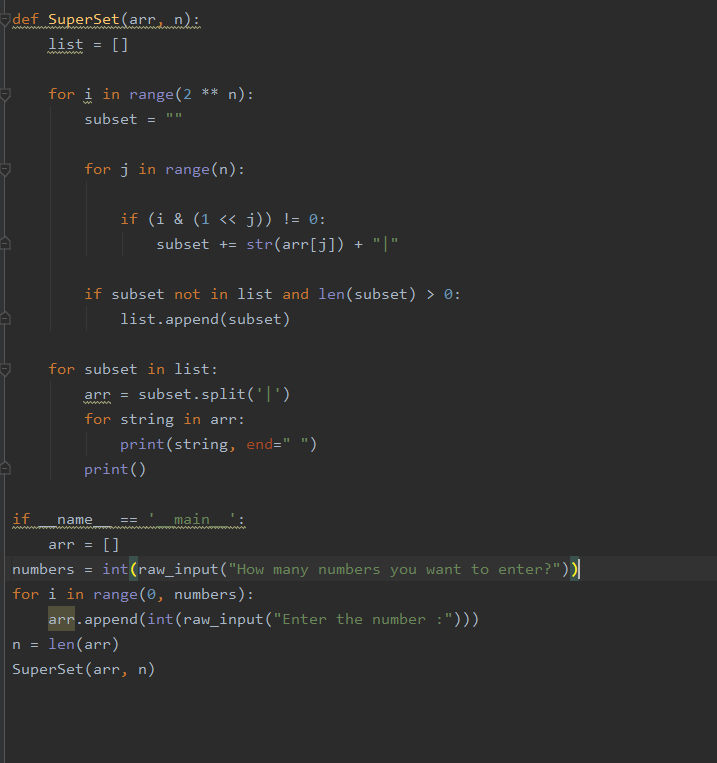 def SuperSet(arr, n):
    list = []

    for i in range(2 ** n):
        subset = ""

        for j in range(n):

            if (i & (1 << j)) != 0:
                subset += str(arr[j]) + "|"

        if subset not in list and len(subset) > 0:
            list.append(subset)

    for subset in list:
        arr = subset.split('|')
        for string in arr:
            print(string, end=" ")
        print()

if __name__ == '__main__':
    arr = []
numbers = int(raw_input("How many numbers you want to enter?"))
for i in range(0, numbers):
    arr.append(int(raw_input("Enter the number :")))
n = len(arr)
SuperSet(arr, n)